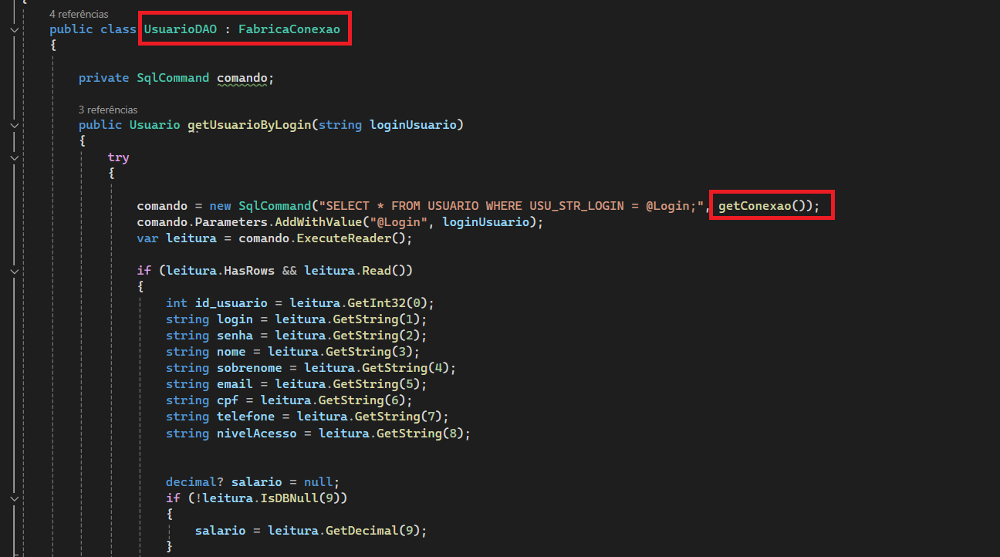 {
4 referências
public class UsuarioDAO : FabricaConexao
{
private SqlCommand comando;
3 referências
public Usuario getUsuarioByLogin(string loginUsuario)
{
try
{
comando = new SqlCommand("SELECT * FROM USUARIO WHERE USU_STR_LOGIN = @Login;", getConexao());
comando.Parameters.AddWithValue("@Login", loginUsuario);
var leitura = comando.ExecuteReader();
if (leitura.HasRows && leitura.Read())
{
int id_usuario = leitura.GetInt32(0);
string login = leitura.GetString(1);
string senha = leitura.GetString(2);
string nome = leitura.GetString(3);
string sobrenome = leitura.GetString(4);
string email = leitura.GetString(5);
string cpf = leitura.GetString(6);
string telefone = leitura.GetString(7);
string nivelAcesso = leitura.GetString(8);
decimal? salario = null;
if (!leitura.IsDBNull(9))
{
salario = leitura.GetDecimal(9);
}